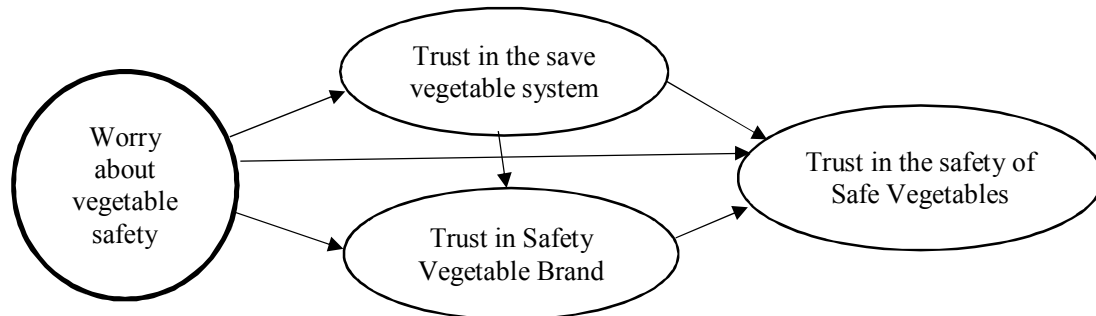 Trust in the save
vegetable system
Worry
about
vegetable
safety
Trust in the safety of
Safe Vegetables
Trust in Safety
Vegetable Brand